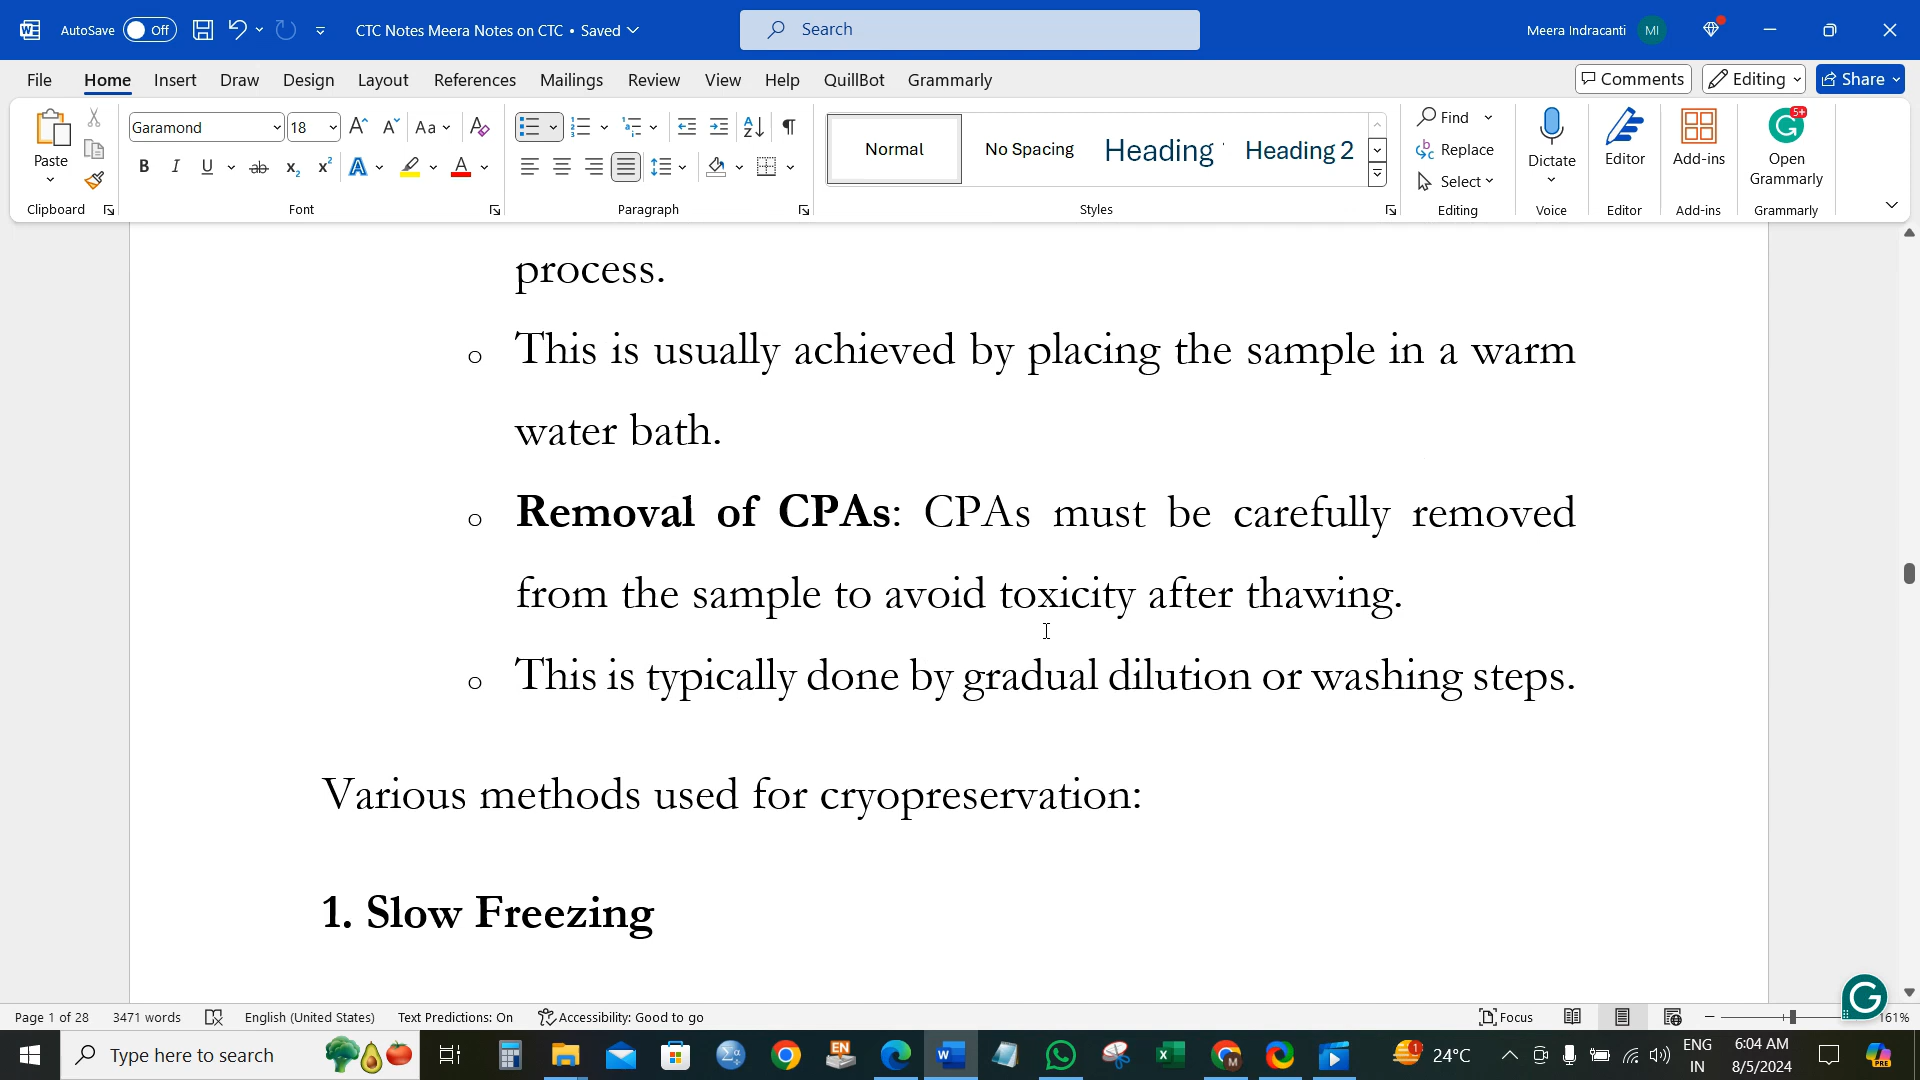 AutoSave Off CTC Notes Meera Notes on CTC • Saved Search Meera Indracanti MI
File Home Insert Draw Design Layout References Mailings Review View Help QuillBot Grammarly Comments Editing Share
Paste
Clipboard
Garamond 18
Font
Paragraph
Normal No Spacing Heading 1 Heading 2
Styles
Find
Replace
Select
Editing
Dictate
Voice
Editor
Editor
Add-ins
Add-ins
5+
Open
Grammarly
Grammarly
process.
o This is usually achieved by placing the sample in a warm
water bath.
o Removal of CPAs: CPAs must be carefully removed
from the sample to avoid toxicity after thawing.
o This is typically done by gradual dilution or washing steps.
Various methods used for cryopreservation:
1. Slow Freezing
Page 1 of 28 3471 words English (United States) Text Predictions: On Accessibility: Good to go Focus 161%
Type here to search 24°C ENG
IN
6:04 AM
8/5/2024